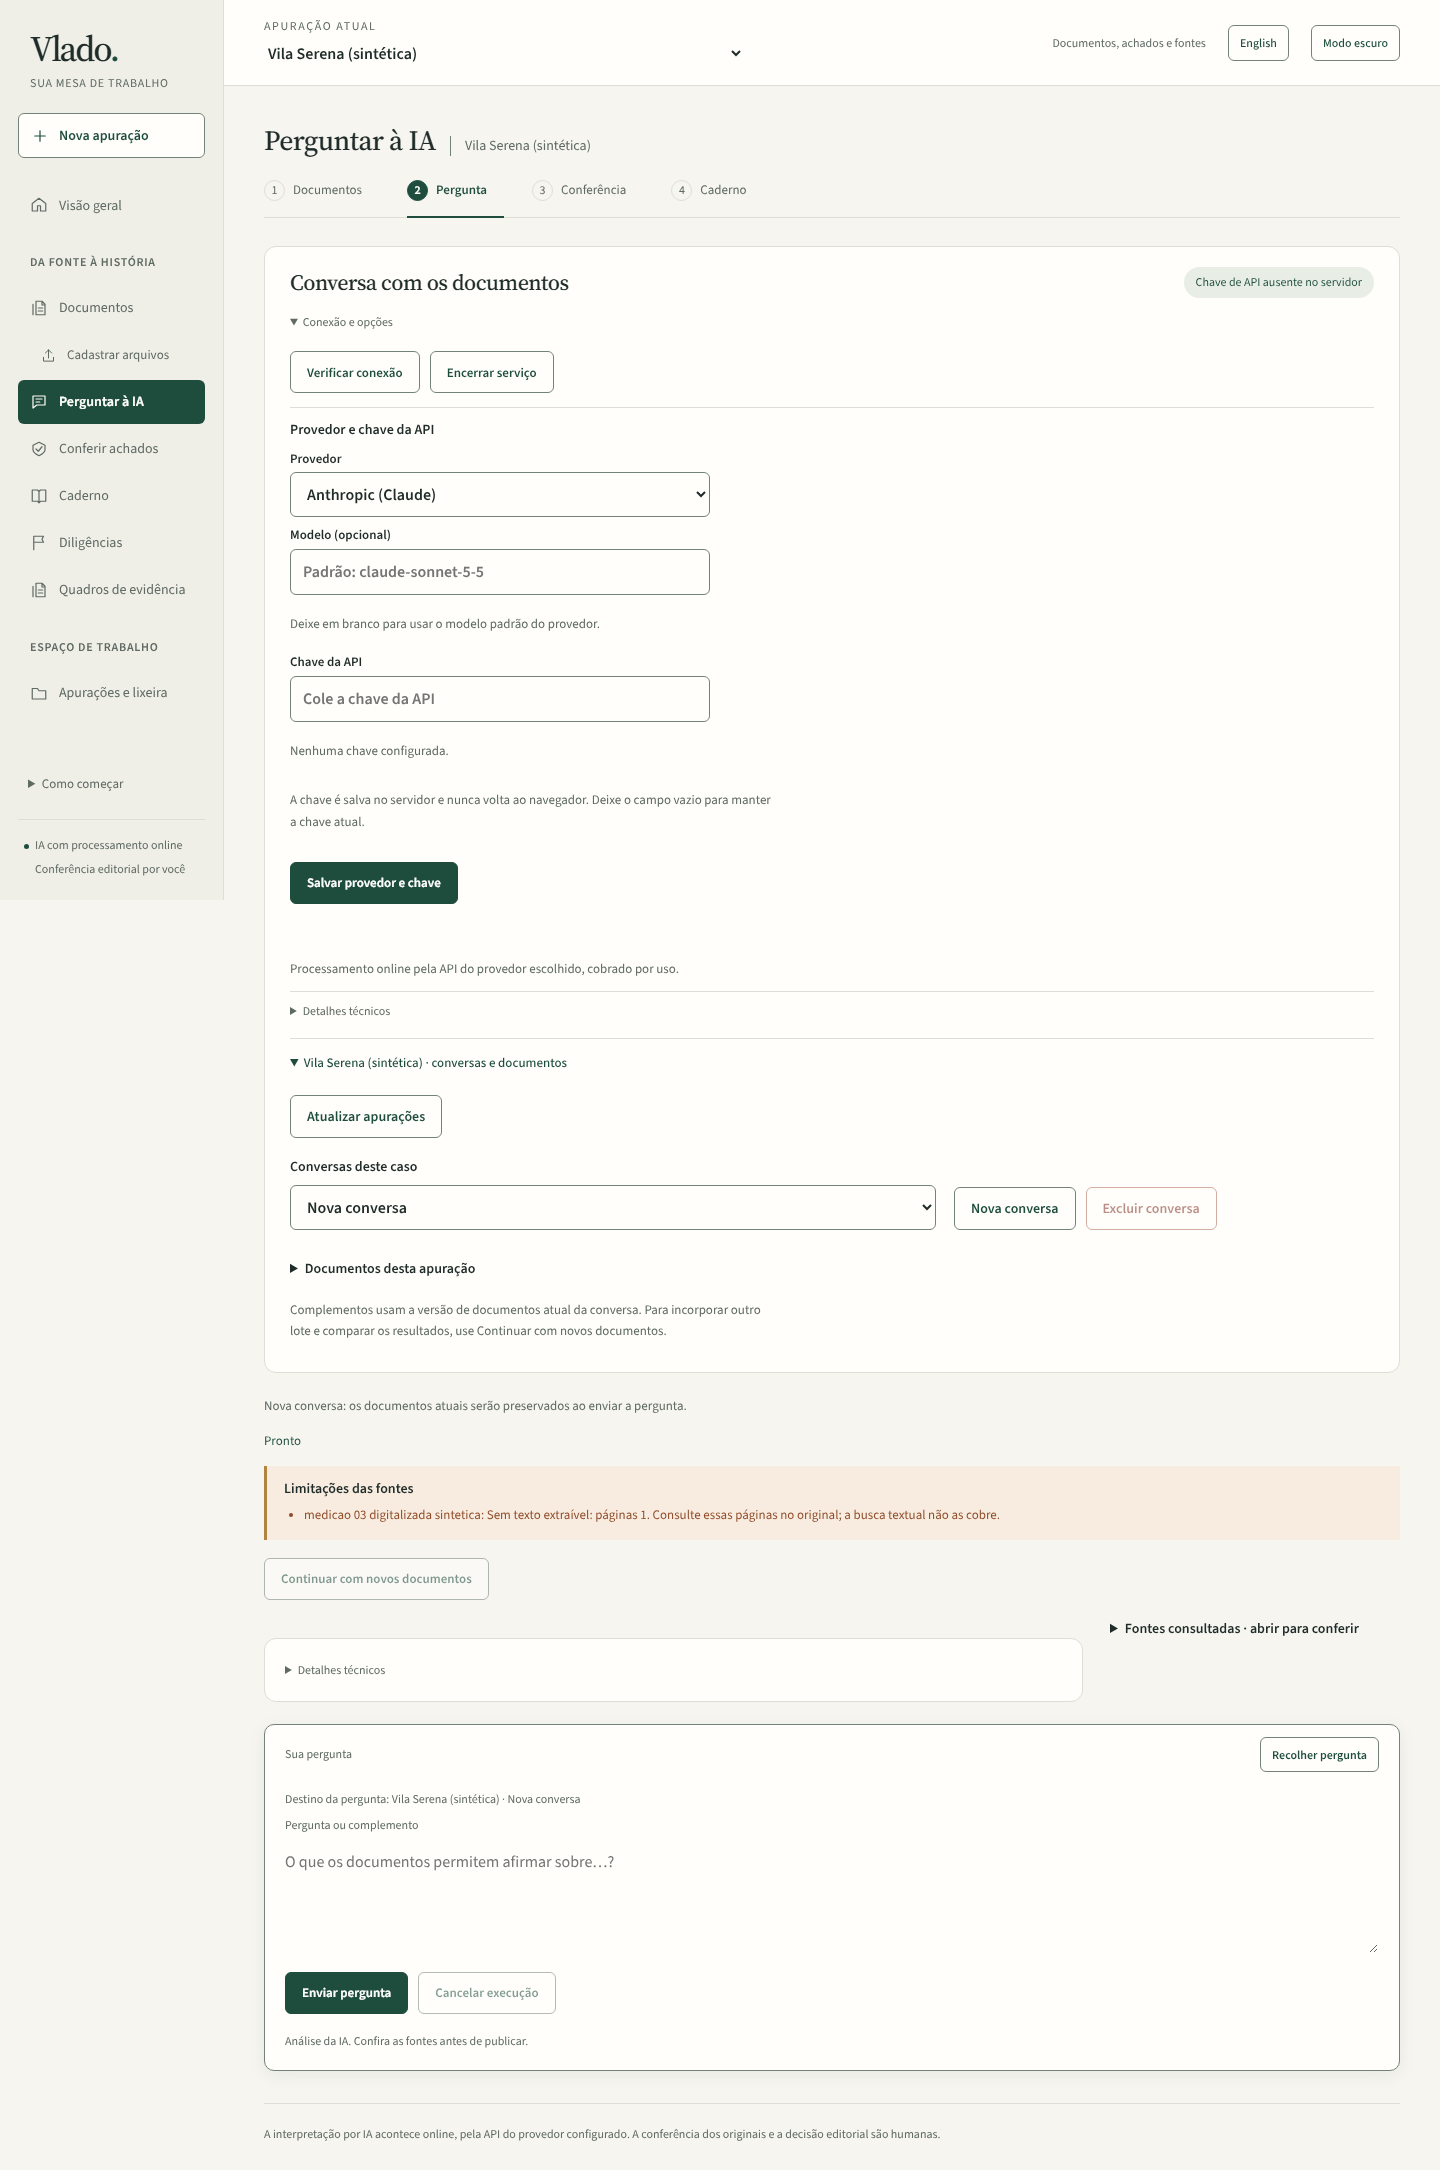 Vlado.
SUA MESA DE TRABALHO
Nova apuração
Visão geral
DA FONTE À HISTÓRIA
Documentos
Cadastrar arquivos
Perguntar à IA
Conferir achados
Caderno
Diligências
Quadros de evidência
ESPAÇO DE TRABALHO
Apurações e lixeira
Como começar
IA com processamento online
Conferência editorial por você
APURAÇÃO ATUAL
Vila Serena (sintética)
Documentos, achados e fontes
English
Modo escuro
Perguntar à IA
Vila Serena (sintética)
1 Documentos
2 Pergunta
3 Conferência
4 Caderno
Conversa com os documentos
Chave de API ausente no servidor
Conexão e opções
Verificar conexão
Encerrar serviço
Provedor e chave da API
Provedor
Anthropic (Claude)
Modelo (opcional)
Padrão: claude-sonnet-5-5
Deixe em branco para usar o modelo padrão do provedor.
Chave da API
Cole a chave da API
Nenhuma chave configurada.
A chave é salva no servidor e nunca volta ao navegador. Deixe o campo vazio para manter
a chave atual.
Salvar provedor e chave
Processamento online pela API do provedor escolhido, cobrado por uso.
Detalhes técnicos
Vila Serena (sintética) · conversas e documentos
Atualizar apurações
Conversas deste caso
Nova conversa
Nova conversa
Excluir conversa
Documentos desta apuração
Complementos usam a versão de documentos atual da conversa. Para incorporar outro
lote e comparar os resultados, use Continuar com novos documentos.
Nova conversa: os documentos atuais serão preservados ao enviar a pergunta.
Pronto
Limitações das fontes
• medicao 03 digitalizada sintetica: Sem texto extraível: páginas 1. Consulte essas páginas no original; a busca textual não as cobre.
Continuar com novos documentos
Fontes consultadas · abrir para conferir
Detalhes técnicos
Sua pergunta
Recolher pergunta
Destino da pergunta: Vila Serena (sintética) · Nova conversa
Pergunta ou complemento
O que os documentos permitem afirmar sobre…?
Enviar pergunta
Cancelar execução
Análise da IA. Confira as fontes antes de publicar.
A interpretação por IA acontece online, pela API do provedor configurado. A conferência dos originais e a decisão editorial são humanas.